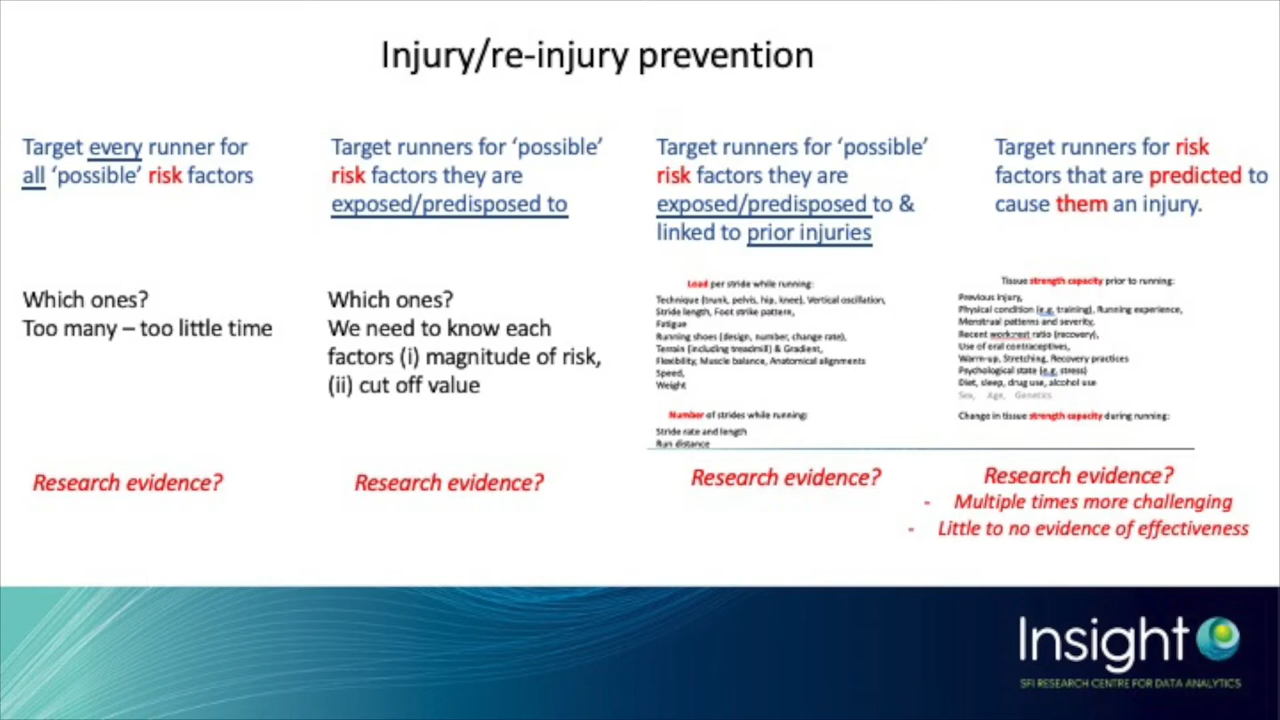 Injury/re-injury prevention
Target every runner for
all ‘possible’ risk factors
Which ones?
Too many – too little time
Research evidence?
Target runners for ‘possible’
risk factors they are
exposed/predisposed to
Which ones?
We need to know each
factors (i) magnitude of risk,
(ii) cut off value
Research evidence?
Target runners for ‘possible’
risk factors they are
exposed/predisposed to &
linked to prior injuries
Load per stride while running:
Technique (trunk, pelvis, hip, knee), Vertical oscillation,
Stride length, Foot strike pattern,
Fatigue
Running shoes (design, number, change rate),
Terrain (including treadmill) & Gradient,
Flexibility, Muscle balance, Anatomical alignments
Speed,
Weight
Number of strides while running:
Stride rate and length
Run distance
Research evidence?
Target runners for risk
factors that are predicted to
cause them an injury.
Tissue strength capacity prior to running:
Previous injury,
Physical condition (e.g. training), Running experience,
Menstrual patterns and severity,
Recent work:rest ratio (recovery),
Use of oral contraceptives,
Warm-up, Stretching, Recovery practices
Psychological state (e.g. stress)
Diet, sleep, drug use, alcohol use
Sex, Age, Genetics
Change in tissue strength capacity during running:
Research evidence?
- Multiple times more challenging
- Little to no evidence of effectiveness
Insight
SFI RESEARCH CENTRE FOR DATA ANALYTICS